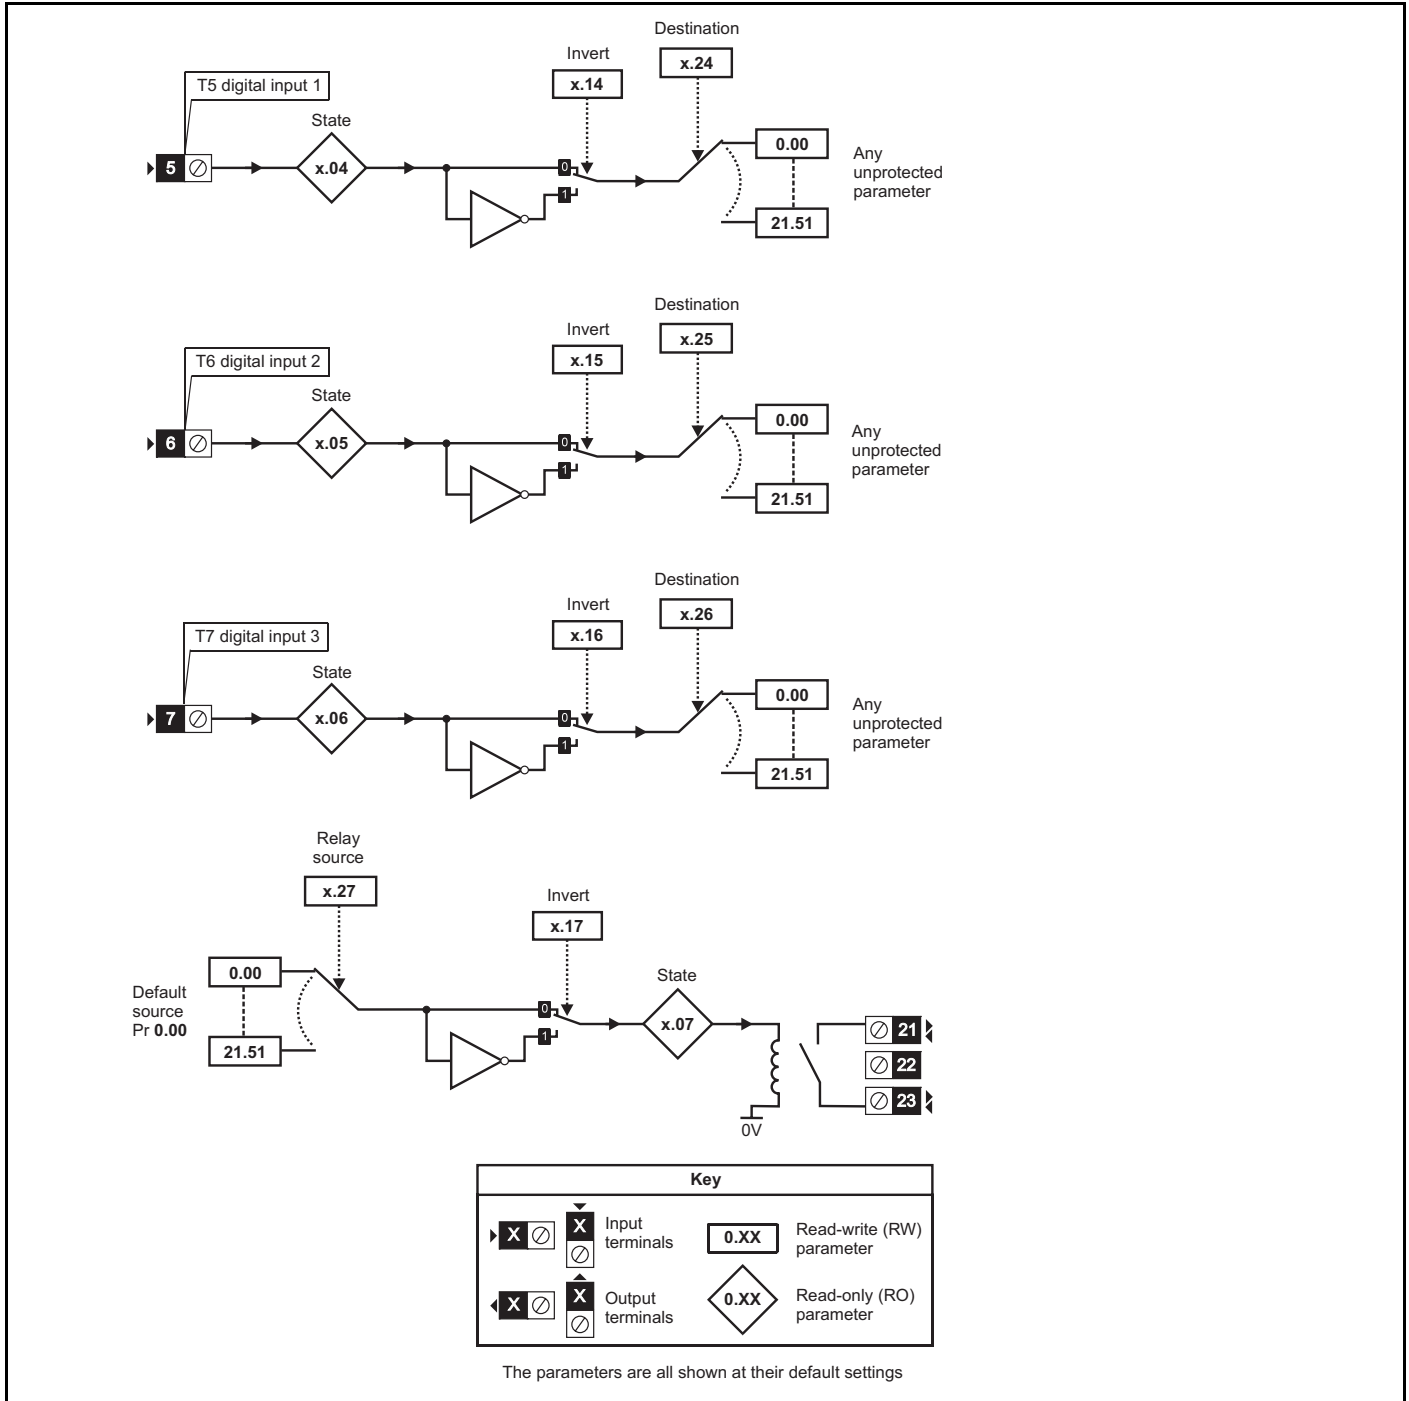 Destination
x.24
Invert
x.14
T5 digital input 1
State
x.04
5
0
1
0.00
21.51
Any
unprotected
parameter
Destination
x.25
Invert
x.15
T6 digital input 2
State
x.05
6
0
1
0.00
21.51
Any
unprotected
parameter
Destination
x.26
Invert
x.16
T7 digital input 3
State
x.06
7
0
1
0.00
21.51
Any
unprotected
parameter
Relay
source
x.27
Invert
x.17
Default
source
Pr 0.00
0.00
21.51
0
1
State
x.07
0V
21
22
23
Key
X
X
Input
terminals
0.XX
Read-write (RW)
parameter
X
X
Output
terminals
0.XX
Read-only (RO)
parameter
The parameters are all shown at their default settings